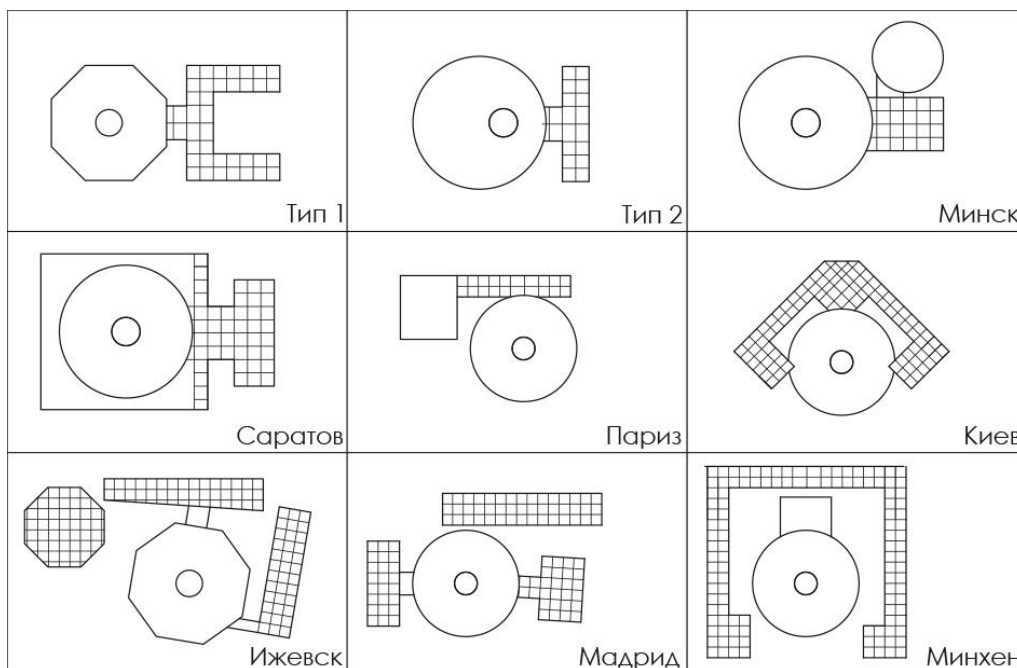 Тип 1
Тип 2
Минск
Саратов
Париз
Киев
Ижевск
Мадрид
Минхен